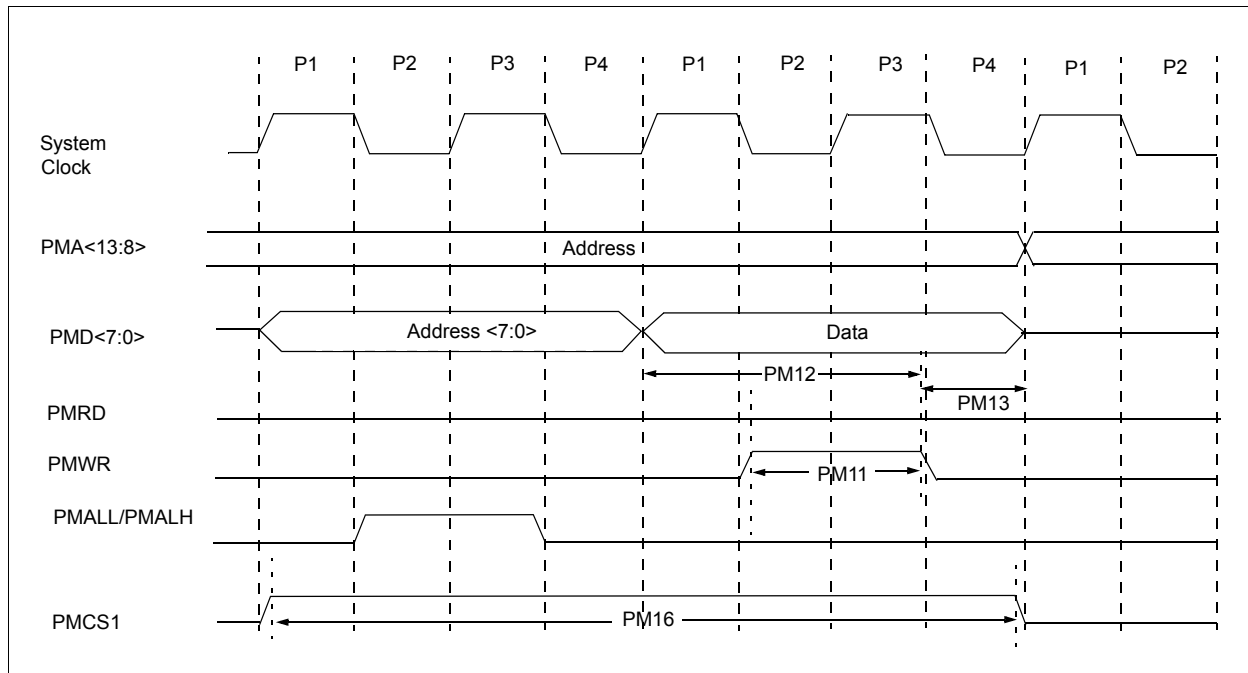 P1 P2 P3 P4 P1 P2 P3 P4 P1 P2
System
Clock
PMA<13:8>
Address
PMD<7:0>
Address <7:0>
Data
PM12
PM13
PMRD
PMWR
PM11
PMALL/PMALH
PMCS1
PM16